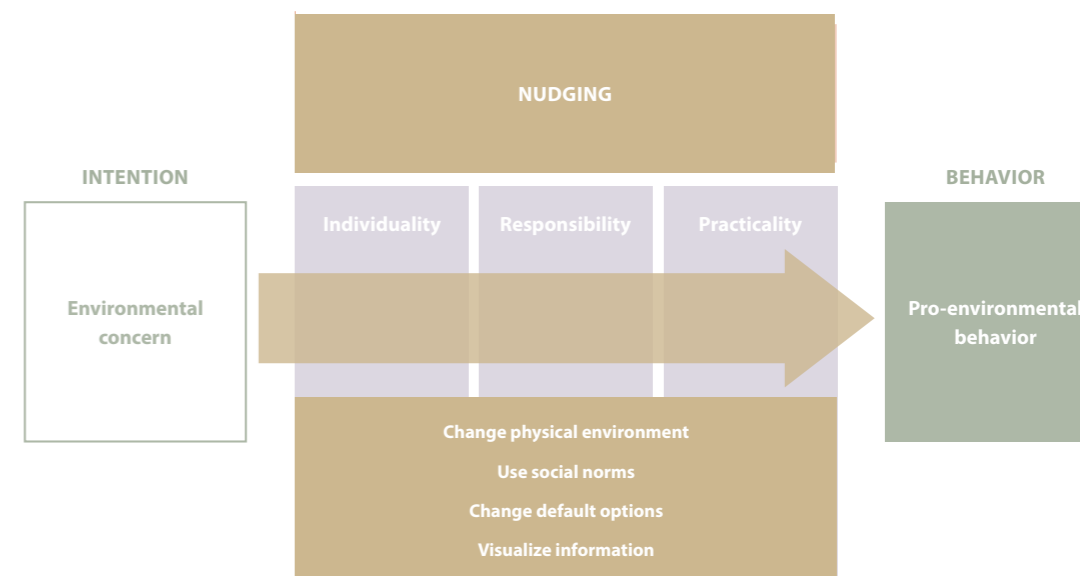 NUDGING
INTENTION
BEHAVIOR
Individuality
Responsibility
Practicality
Environmental
concern
Pro-environmental
behavior
Change physical environment
Use social norms
Change default options
Visualize information